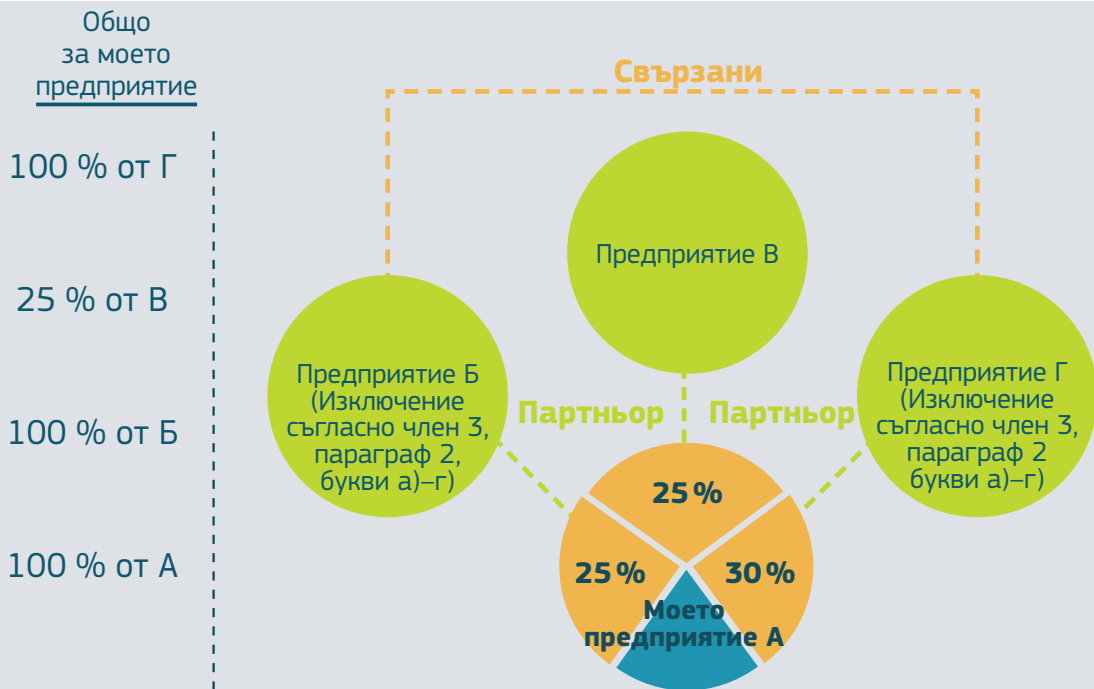 Общо
за моето
предприятие
100 % от Г
25 % от В
100 % от Б
100 % от А
Свързани
Предприятие В
Предприятие Б
(Изключение
съгласно член 3,
параграф 2,
букви а)–г)
Предприятие Г
(Изключение
съгласно член 3,
параграф 2
букви а)–г)
Партньор
Партньор
25 %
25 %
30 %
Моето
предприятие А